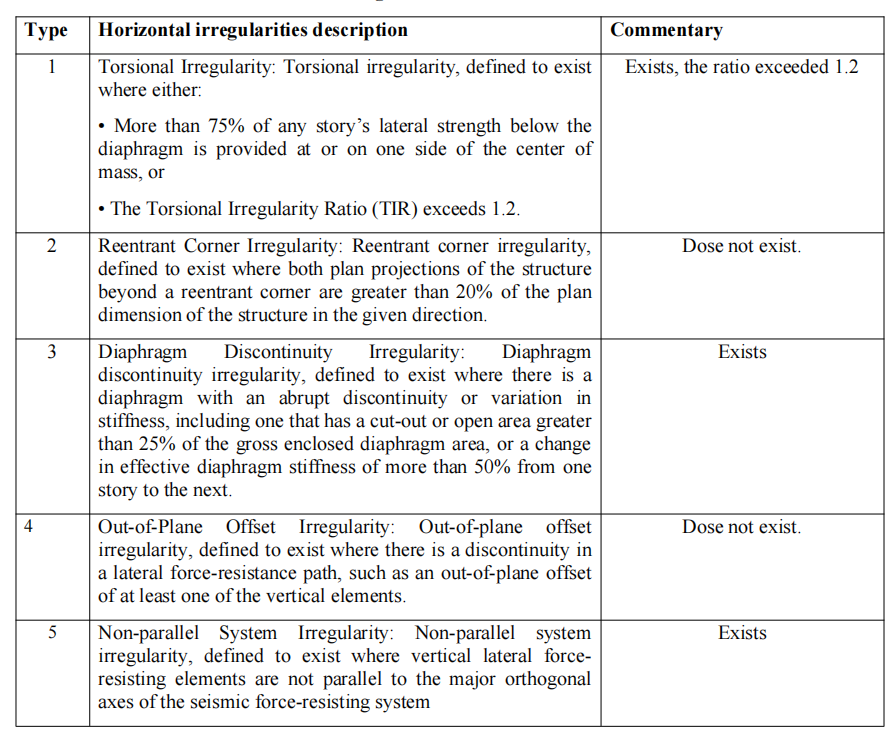 Type Horizontal irregularities description Commentary
1 Torsional Irregularity: Torsional irregularity, defined to exist Exists, the ratio exceeded 1.2
where either:
• More than 75% of any story’s lateral strength below the
diaphragm is provided at or on one side of the center of
mass, or
• The Torsional Irregularity Ratio (TIR) exceeds 1.2.
2 Reentrant Corner Irregularity: Reentrant corner irregularity, Dose not exist.
defined to exist where both plan projections of the structure
beyond a reentrant corner are greater than 20% of the plan
dimension of the structure in the given direction.
3 Diaphragm Discontinuity Irregularity: Diaphragm Exists
discontinuity irregularity, defined to exist where there is a
diaphragm with an abrupt discontinuity or variation in
stiffness, including one that has a cut-out or open area greater
than 25% of the gross enclosed diaphragm area, or a change
in effective diaphragm stiffness of more than 50% from one
story to the next.
4 Out-of-Plane Offset Irregularity: Out-of-plane offset Dose not exist.
irregularity, defined to exist where there is a discontinuity in
a lateral force-resistance path, such as an out-of-plane offset
of at least one of the vertical elements.
5 Non-parallel System Irregularity: Non-parallel system Exists
irregularity, defined to exist where vertical lateral force-
resisting elements are not parallel to the major orthogonal
axes of the seismic force-resisting system